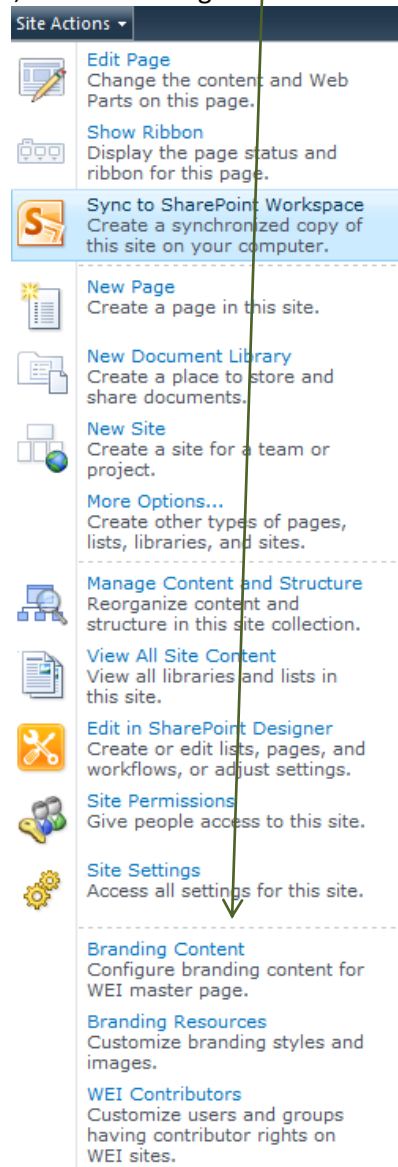 Site Actions
Edit Page
Change the content and Web
Parts on this page.
Show Ribbon
Display the page status and
ribbon for this page.
Sync to SharePoint Workspace
Create a synchronized copy of
this site on your computer.
New Page
Create a page in this site.
New Document Library
Create a place to store and
share documents.
New Site
Create a site for a team or
project.
More Options...
Create other types of pages,
lists, libraries, and sites.
Manage Content and Structure
Reorganize content and
structure in this site collection.
View All Site Content
View all libraries and lists in
this site.
Edit in SharePoint Designer
Create or edit lists, pages, and
workflows, or adjust settings.
Site Permissions
Give people access to this site.
Site Settings
Access all settings for this site.
Branding Content
Configure branding content for
WEI master page.
Branding Resources
Customize branding styles and
images.
WEI Contributors
Customize users and groups
having contributor rights on
WEI sites.